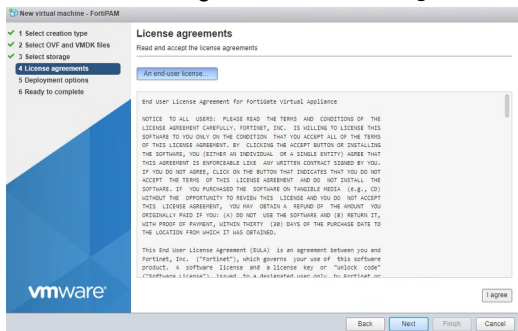 New virtual machine - FortiPAM
1 Select creation type
2 Select OVF and VMDK files
3 Select storage
4 License agreements
5 Deployment options
6 Ready to complete
License agreements
Read and accept the license agreements
An end-user license...
End User License Agreement for FortiGate Virtual Appliance
NOTICE TO ALL USERS: PLEASE READ THE TERMS AND CONDITIONS OF THE
LICENSE AGREEMENT CAREFULLY. FORTINET, INC. IS WILLING TO LICENSE THIS
SOFTWARE TO YOU ONLY ON THE CONDITION THAT YOU ACCEPT ALL OF THE TERMS
OF THIS LICENSE AGREEMENT. BY CLICKING THE ACCEPT BUTTON OR INSTALLING
THE SOFTWARE, YOU (EITHER AN INDIVIDUAL OR A SINGLE ENTITY) AGREE THAT
THIS AGREEMENT IS ENFORCEABLE LIKE ANY WRITTEN CONTRACT SIGNED BY YOU.
IF YOU DO NOT AGREE, CLICK ON THE BUTTON THAT INDICATES THAT YOU DO NOT
ACCEPT THE TERMS OF THIS LICENSE AGREEMENT AND DO NOT INSTALL THE
SOFTWARE. IF YOU PURCHASED THE SOFTWARE ON TANGIBLE MEDIA (e.g., CD)
WITHOUT THE OPPORTUNITY TO REVIEW THIS LICENSE AND YOU DO NOT ACCEPT
THIS LICENSE AGREEMENT, YOU MAY OBTAIN A REFUND OF THE AMOUNT YOU
ORIGINALLY PAID IF YOU: (A) DO NOT USE THE SOFTWARE AND (B) RETURN IT,
WITH PROOF OF PAYMENT, WITHIN THIRTY (30) DAYS OF THE PURCHASE DATE TO
THE LOCATION FROM WHICH IT WAS OBTAINED.
This End User License Agreement (EULA) is an agreement between you and
Fortinet, Inc. ("Fortinet"), which governs your use of this software
product. A software license and a license key or "unlock code"
("Software License") issued to a designated user only by Fortinet or
vmware
I agree
Back
Next
Finish
Cancel